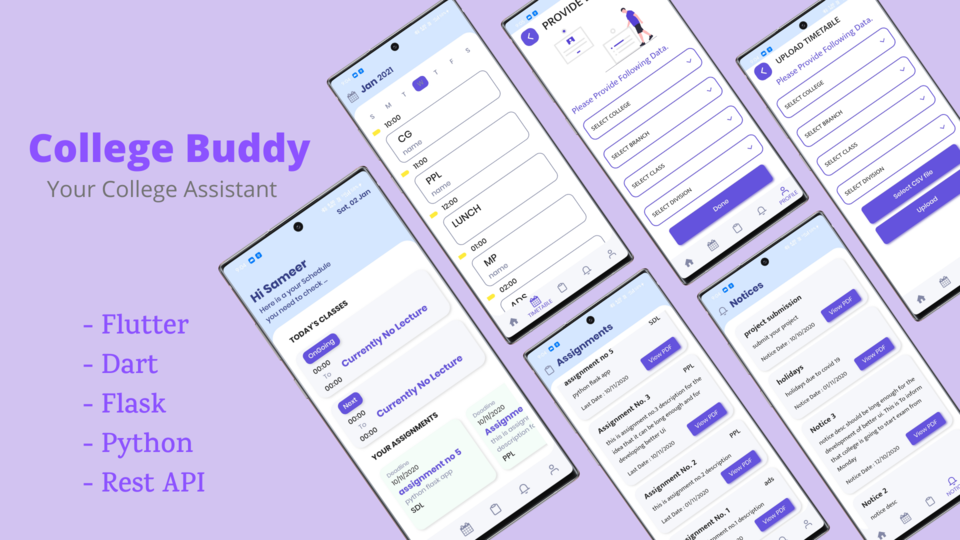 College Buddy
Your College Assistant
- Flutter
- Dart
- Flask
- Python
- Rest API
Sat, 02 Jan
Hi Sameer
Here is a your Schedule
you need to check...
TODAY'S CLASSES
OnGoing
00:00
To
00:00
Currently No Lecture
Next
00:00
To
00:00
Currently No Lecture
YOUR ASSIGNMENTS
Deadline
10/11/2020
assignment no 5
python flask app
SDL
Deadline
10/11/2020
Assignme
this is assigne
description fo
PPL
Jan 2021
S M T T F S
10:00
CG
name
11:00
PPL
name
12:00
LUNCH
01:00
MP
name
02:00
ADS
TIMETABLE
PROVIDE
Please Provide Following Data.
SELECT COLLEGE
SELECT BRANCH
SELECT CLASS
SELECT DIVISION
Done
PROFILE
UPLOAD TIMETABLE
Please Provide Following Data.
SELECT COLLEGE
SELECT BRANCH
SELECT CLASS
SELECT DIVISION
Select CSV file
Upload
Assignments
SDL
assignment no 5
python flask app
Last Date : 10/11/2020
View PDF
PPL
Assignment No. 3
this is assignment no.3 description for the
idea that it can be long enough and for
developing better UI
Last Date : 10/11/2020
View PDF
PPL
Assignment No. 2
this is assignment no.2 description
Last Date : 01/11/2020
View PDF
ads
Assignment No. 1
no.1 description
View PDF
Notices
project submission
submit your project
Notice Date : 10/10/2020
View PDF
holidays
holidays due to covid 19
Notice Date : 01/11/2020
View PDF
Notice 3
notice desc should be long enough for the
development of better UI. This is To inform
that college is going to start exam from
Monday
Notice Date : 12/10/2020
View PDF
Notice 2
notice desc